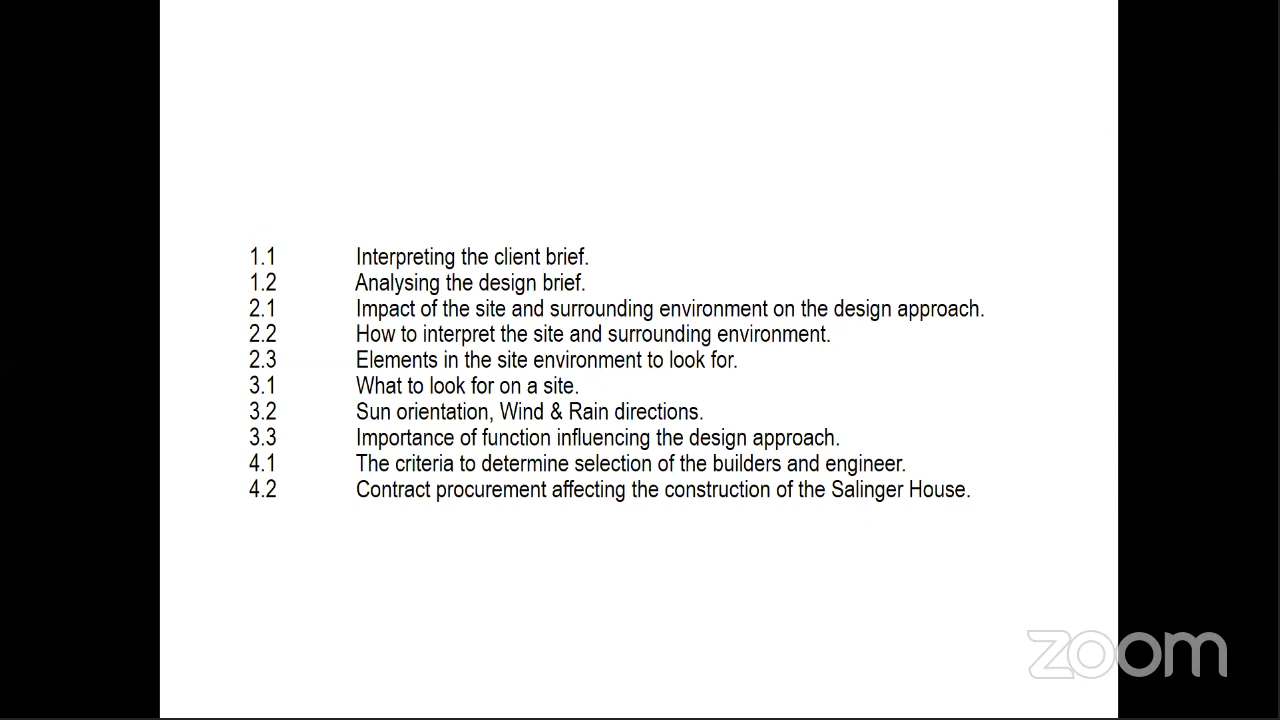 1.1 Interpreting the client brief.
1.2 Analysing the design brief.
2.1 Impact of the site and surrounding environment on the design approach.
2.2 How to interpret the site and surrounding environment.
2.3 Elements in the site environment to look for.
3.1 What to look for on a site.
3.2 Sun orientation, Wind & Rain directions.
3.3 Importance of function influencing the design approach.
4.1 The criteria to determine selection of the builders and engineer.
4.2 Contract procurement affecting the construction of the Salinger House.
zoom